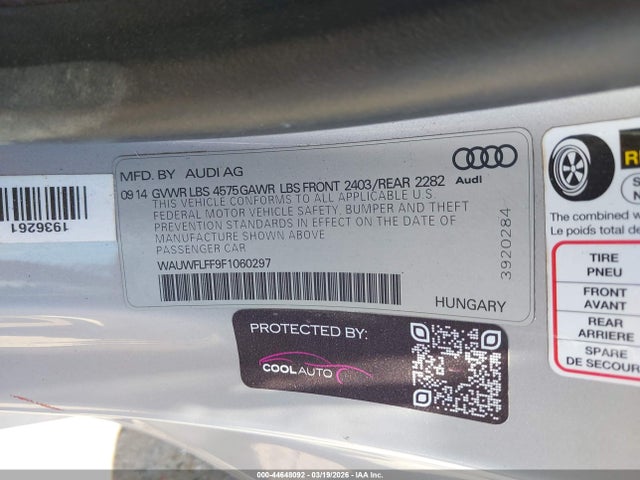 MFD. BY AUDI AG
09 14 GVWR LBS 4575 GAWR LBS FRONT 2403/REAR 2282
THIS VEHICLE CONFORMS TO ALL APPLICABLE U.S.
FEDERAL MOTOR VEHICLE SAFETY, BUMPER AND THEFT
PREVENTION STANDARDS IN EFFECT ON THE DATE OF
MANUFACTURE SHOWN ABOVE
PASSENGER CAR
WAUWFLFF9F1060297
HUNGARY
Audi
3920284
1936261
PROTECTED BY:
COOL AUTO
The combined w
Le poids total de
TIRE
PNEU
FRONT
AVANT
REAR
ARRIERE
SPARE
DE SECOUR
000-44648092 - 03/19/2026 - IAA Inc.